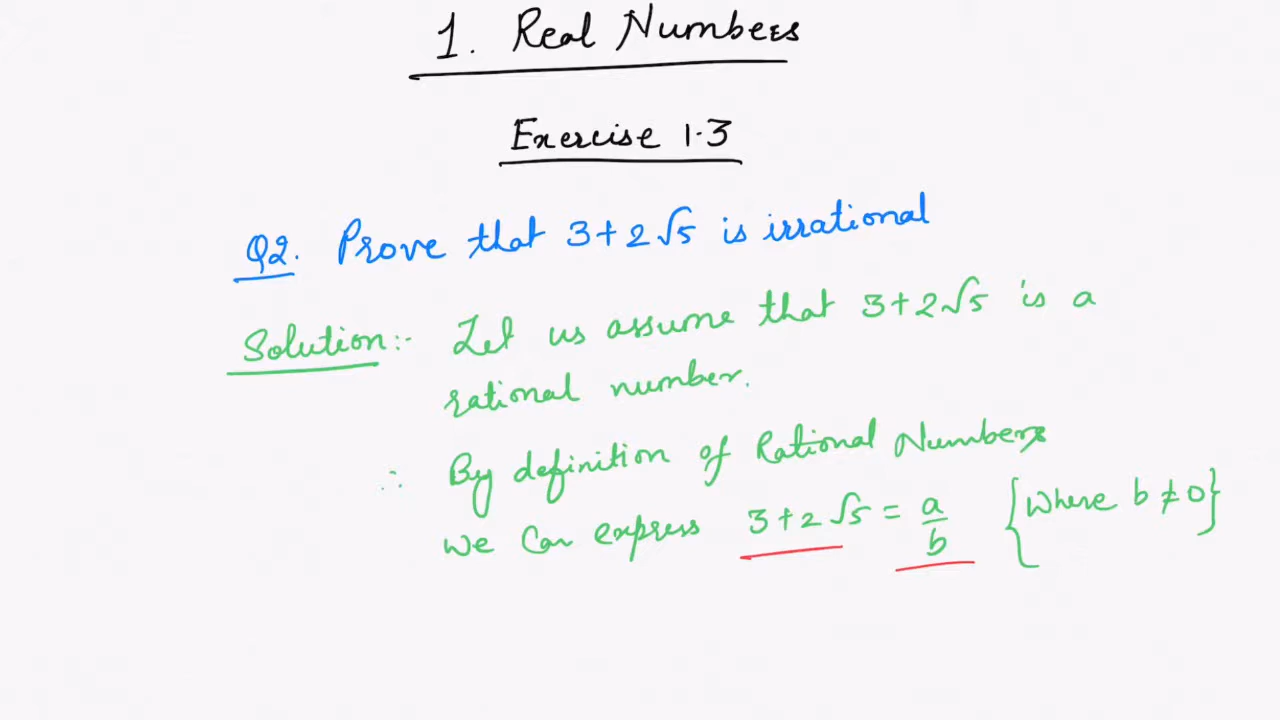 1. Real Numbers
Exercise 1.3
Q2. Prove that 3+2√5 is irrational
Solution:- Let us assume that 3+2√5 is a
rational number.
∴ By definition of Rational Numbers
we can express 3+2√5 = a/b {Where b≠0}